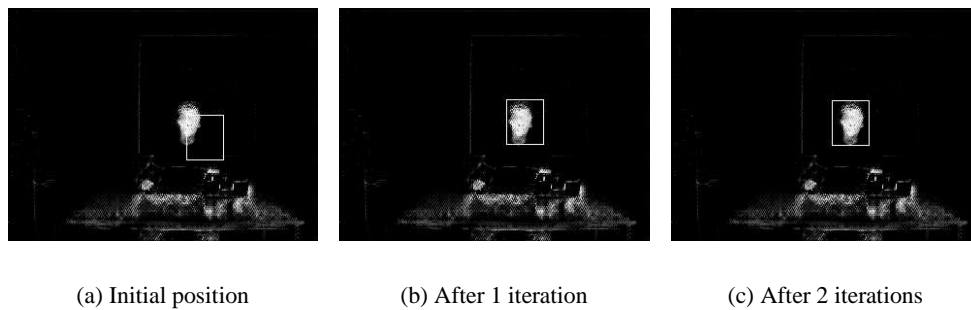 (a) Initial position
(b) After 1 iteration
(c) After 2 iterations